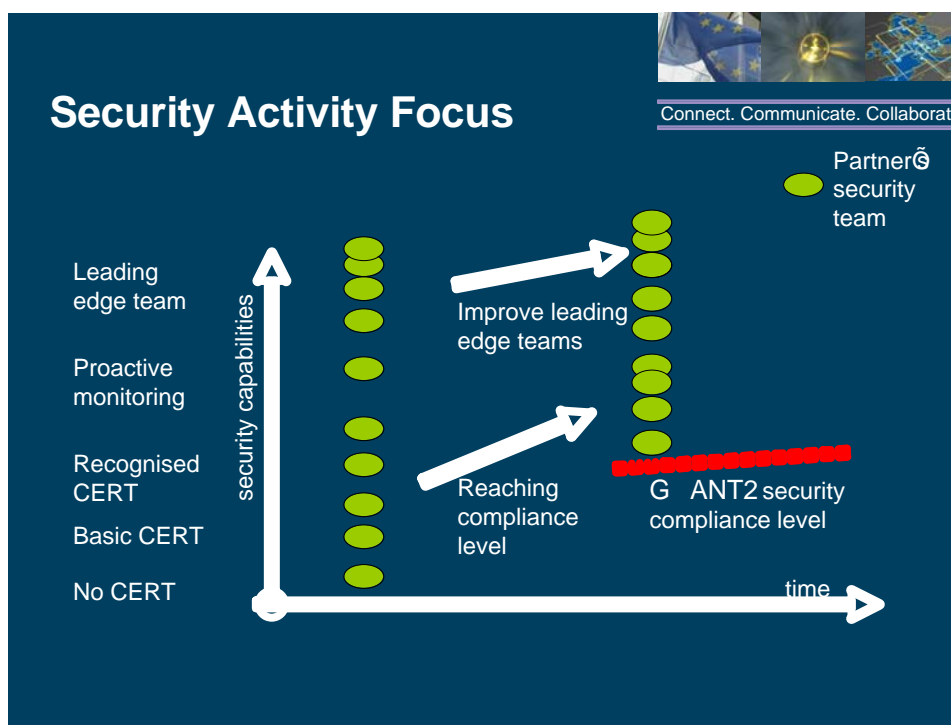 Connect. Communicate. Collaborat
Security Activity Focus
PartnerÕs
security
team
Leading
edge team
Proactive
monitoring
Recognised
CERT
Basic CERT
No CERT
security capabilities
Improve leading
edge teams
Reaching
compliance
level
G ANT2 security
compliance level
time